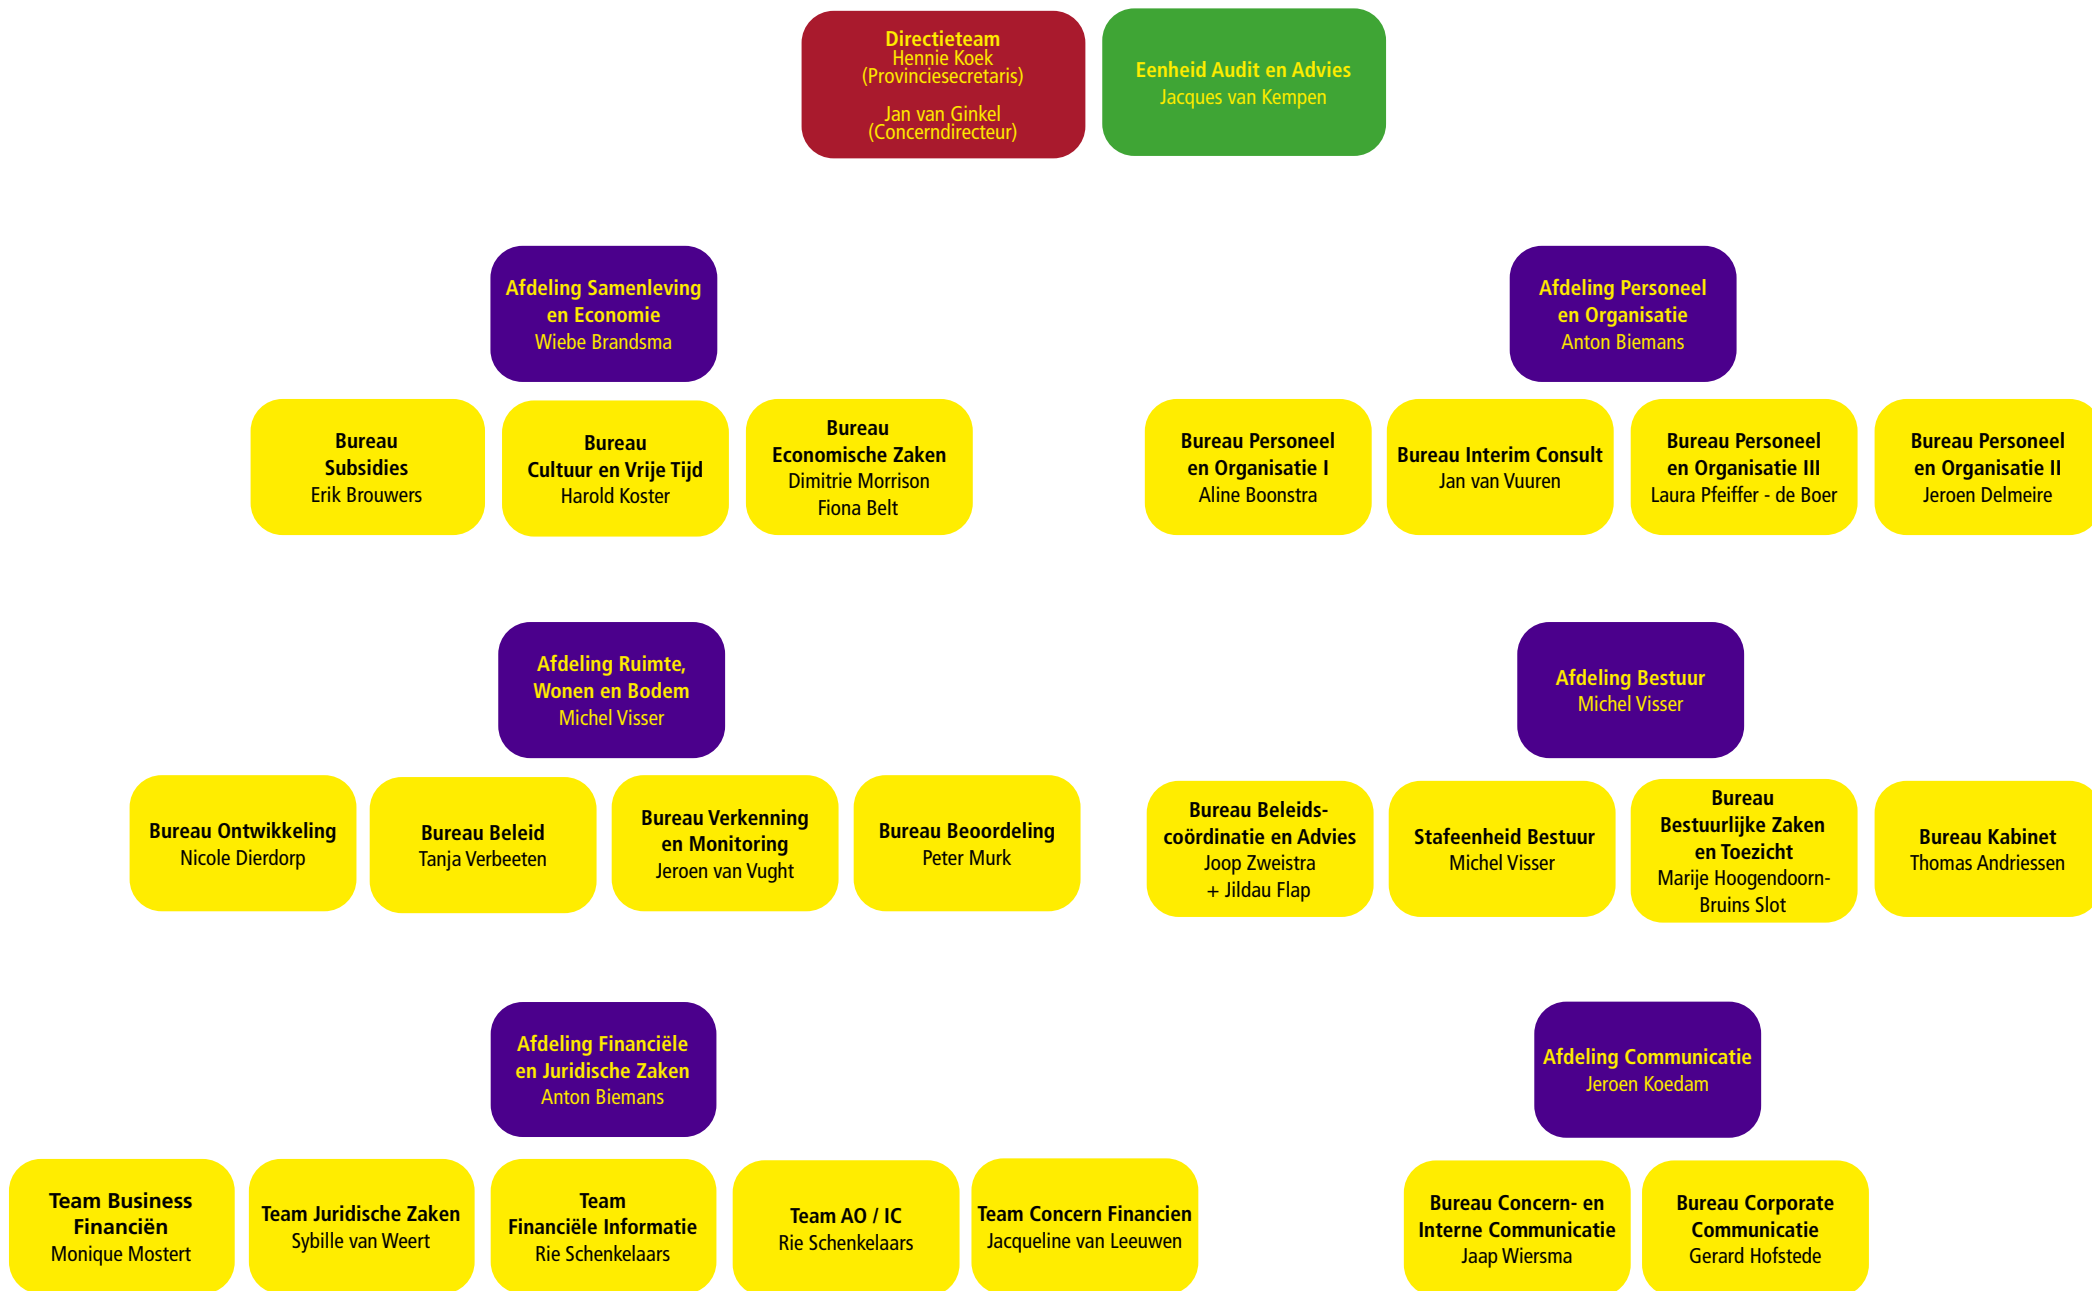 Directieteam
Hennie Koek
(Provinciesecretaris)
Jan van Ginkel
(Concerndirecteur)
Eenheid Audit en Advies
Jacques van Kempen
Afdeling Samenleving
en Economie
Wiebe Brandsma
Afdeling Personeel
en Organisatie
Anton Biemans
Bureau
Subsidies
Erik Brouwers
Bureau
Cultuur en Vrije Tijd
Harold Koster
Bureau
Economische Zaken
Dimitrie Morrison
Fiona Belt
Bureau Personeel
en Organisatie I
Aline Boonstra
Bureau Interim Consult
Jan van Vuuren
Bureau Personeel
en Organisatie III
Laura Pfeiffer - de Boer
Bureau Personeel
en Organisatie II
Jeroen Delmeire
Afdeling Ruimte,
Wonen en Bodem
Michel Visser
Afdeling Bestuur
Michel Visser
Bureau Ontwikkeling
Nicole Dierdorp
Bureau Beleid
Tanja Verbeeten
Bureau Verkenning
en Monitoring
Jeroen van Vught
Bureau Beoordeling
Peter Murk
Bureau Beleids-
coördinatie en Advies
Joop Zweistra
+ Jildau Flap
Stafeenheid Bestuur
Michel Visser
Bureau
Bestuurlijke Zaken
en Toezicht
Marije Hoogendoorn-
Bruins Slot
Bureau Kabinet
Thomas Andriessen
Afdeling Financiële
en Juridische Zaken
Anton Biemans
Afdeling Communicatie
Jeroen Koedam
Team Business
Financiën
Monique Mostert
Team Juridische Zaken
Sybille van Weert
Team
Financiële Informatie
Rie Schenkelaars
Team AO / IC
Rie Schenkelaars
Team Concern Financien
Jacqueline van Leeuwen
Bureau Concern- en
Interne Communicatie
Jaap Wiersma
Bureau Corporate
Communicatie
Gerard Hofstede